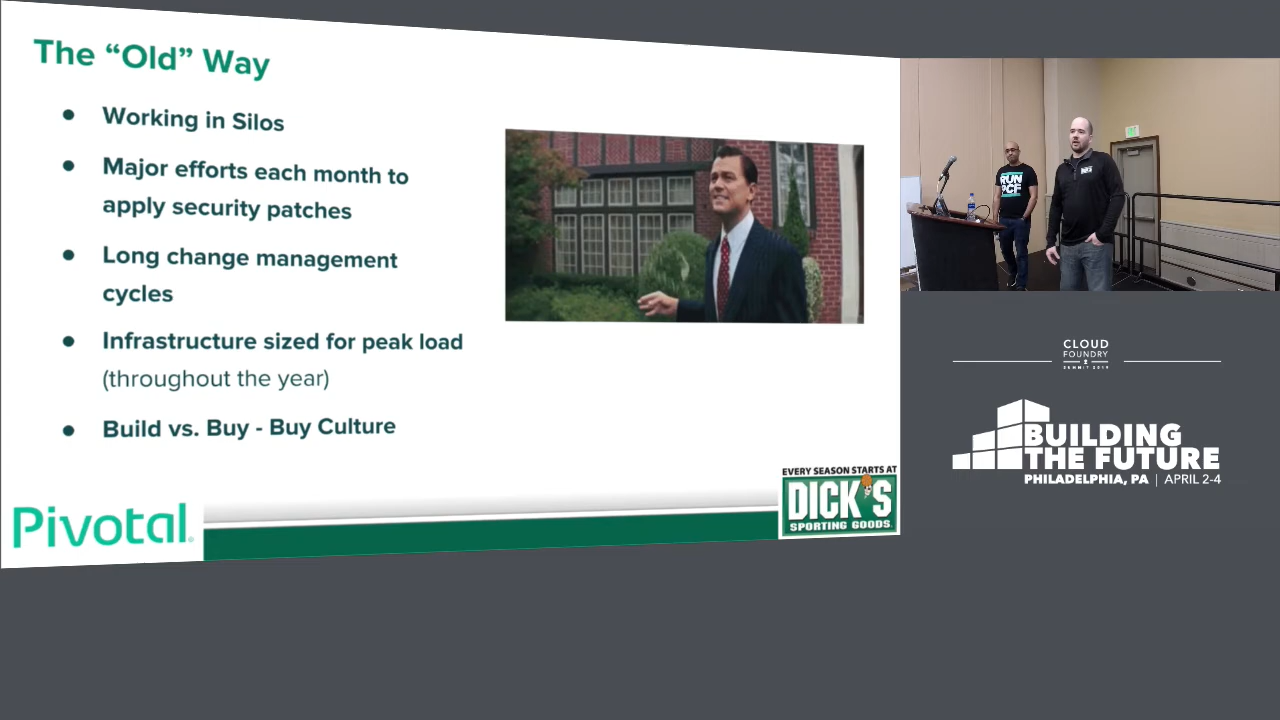 The “Old” Way
● Working in Silos
● Major efforts each month to
apply security patches
● Long change management
cycles
● Infrastructure sized for peak load
(throughout the year)
● Build vs. Buy - Buy Culture
Pivotal
EVERY SEASON STARTS AT
DICK'S
SPORTING GOODS
RUN
PCF
CLOUD
FOUNDRY
SUMMIT 2019
BUILDING
THE FUTURE
PHILADELPHIA, PA | APRIL 2-4